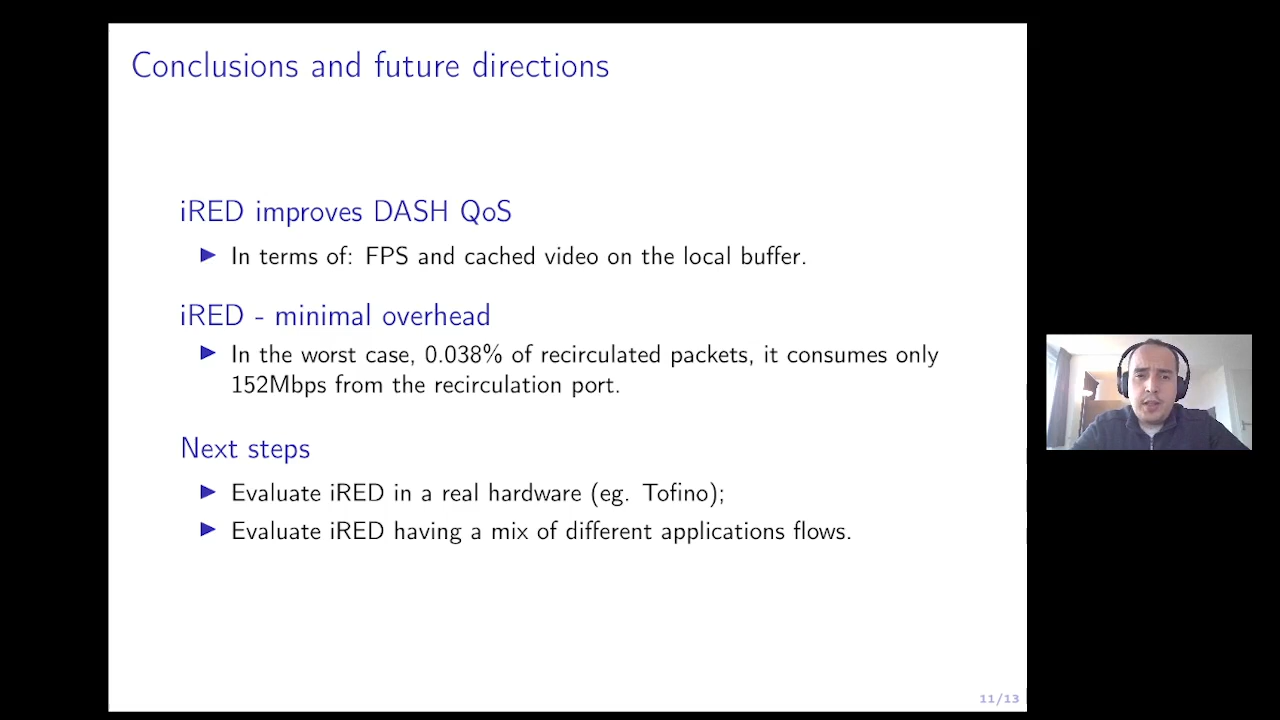 Conclusions and future directions
iRED improves DASH QoS
In terms of: FPS and cached video on the local buffer.
iRED - minimal overhead
In the worst case, 0.038% of recirculated packets, it consumes only
152Mbps from the recirculation port.
Next steps
Evaluate iRED in a real hardware (eg. Tofino);
Evaluate iRED having a mix of different applications flows.
11/13